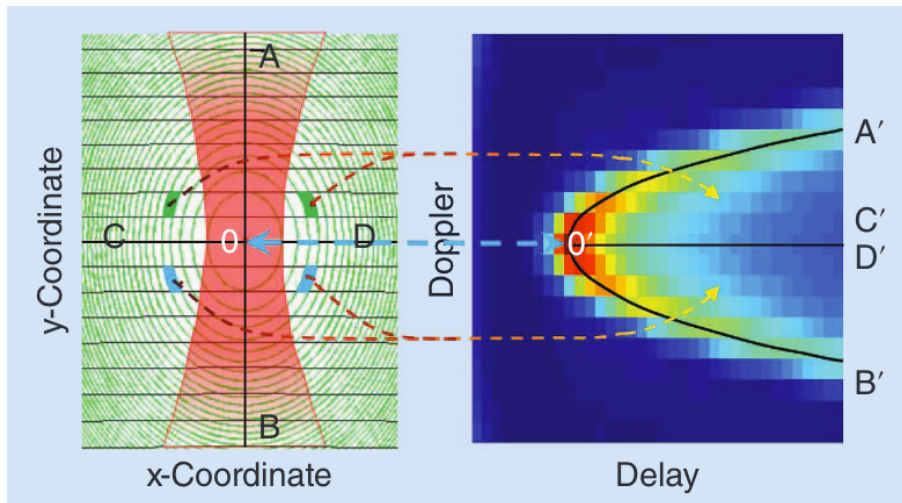 A
A′
y-Coordinate
C
0
D
Doppler
0′
C′
D′
B
B′
x-Coordinate
Delay